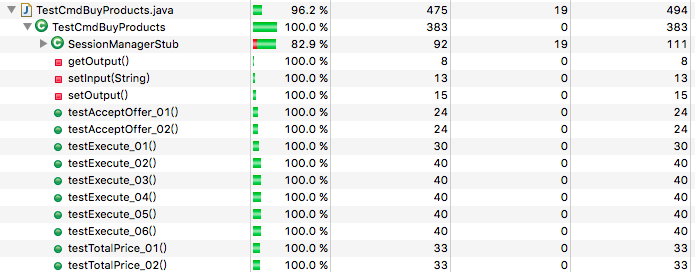 TestCmdBuyProducts.java 96.2 % 475 19 494
TestCmdBuyProducts 100.0 % 383 0 383
SessionManagerStub 82.9 % 92 19 111
getOutput() 100.0 % 8 0 8
setInput(String) 100.0 % 13 0 13
setOutput() 100.0 % 15 0 15
testAcceptOffer_01() 100.0 % 24 0 24
testAcceptOffer_02() 100.0 % 24 0 24
testExecute_01() 100.0 % 30 0 30
testExecute_02() 100.0 % 40 0 40
testExecute_03() 100.0 % 40 0 40
testExecute_04() 100.0 % 40 0 40
testExecute_05() 100.0 % 40 0 40
testExecute_06() 100.0 % 40 0 40
testTotalPrice_01() 100.0 % 33 0 33
testTotalPrice_02() 100.0 % 33 0 33